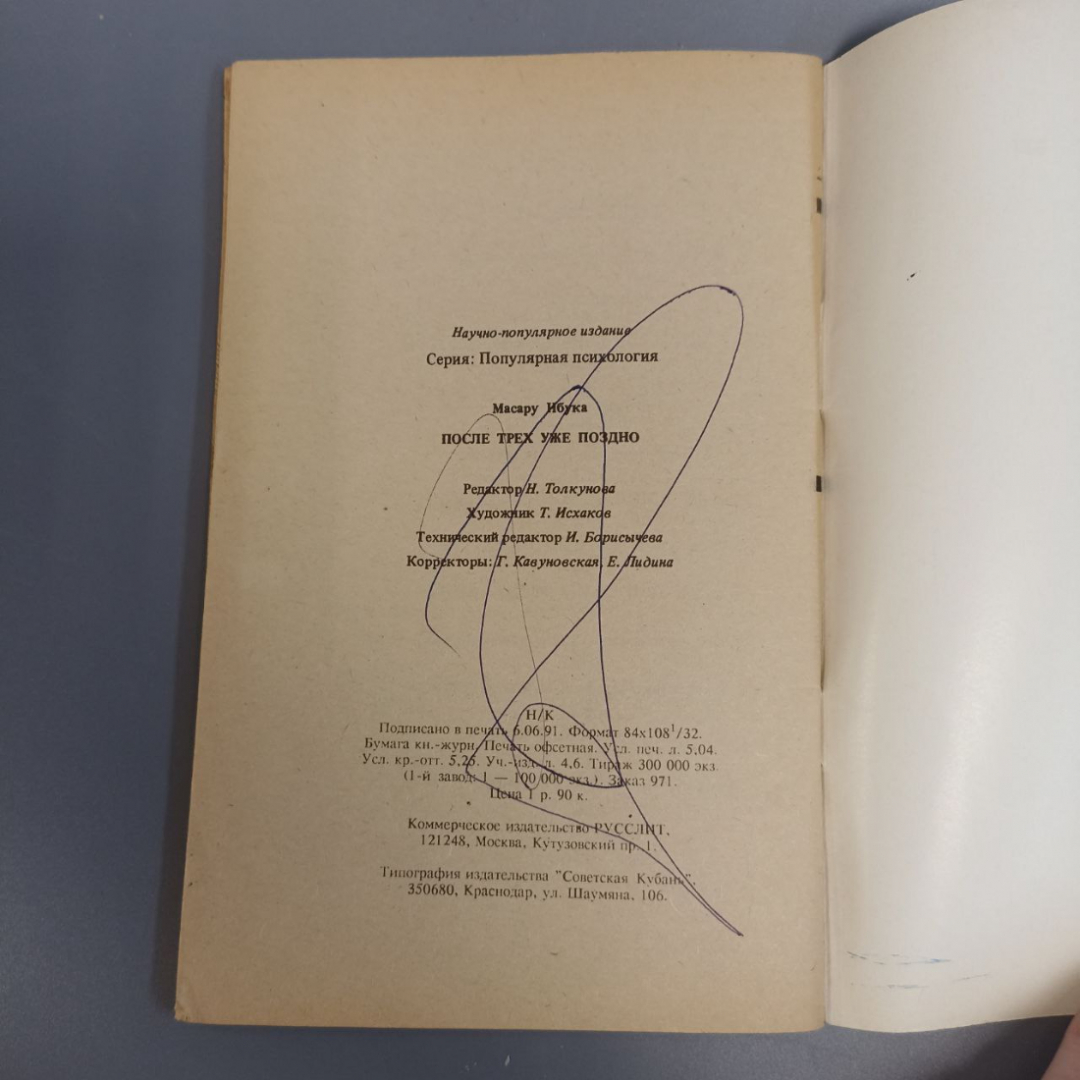 Научно-популярное издание
Серия: Популярная психология
Масару Ибука
ПОСЛЕ ТРЕХ УЖЕ ПОЗДНО
Редактор Н. Толкунова
Художник Т. Исхаков
Технический редактор И. Борисычева
Корректоры: Г. Кавуновская, Е. Лидина
Н/К
Подписано в печать 6.06.91. Формат 84х108¹/32.
Бумага кн.-журн. Печать офсетная. Усл. печ. л. 5.04.
Усл. кр.-отт. 5.25. Уч.-изд. л. 4.6. Тираж 300 000 экз.
(1-й завод: 1 — 100 000 экз.). Заказ 971.
Цена 1 р. 90 к.
Коммерческое издательство РУССЛИТ,
121248, Москва, Кутузовский пр. 1.
Типография издательства "Советская Кубань".
350680, Краснодар, ул. Шаумяна, 106.